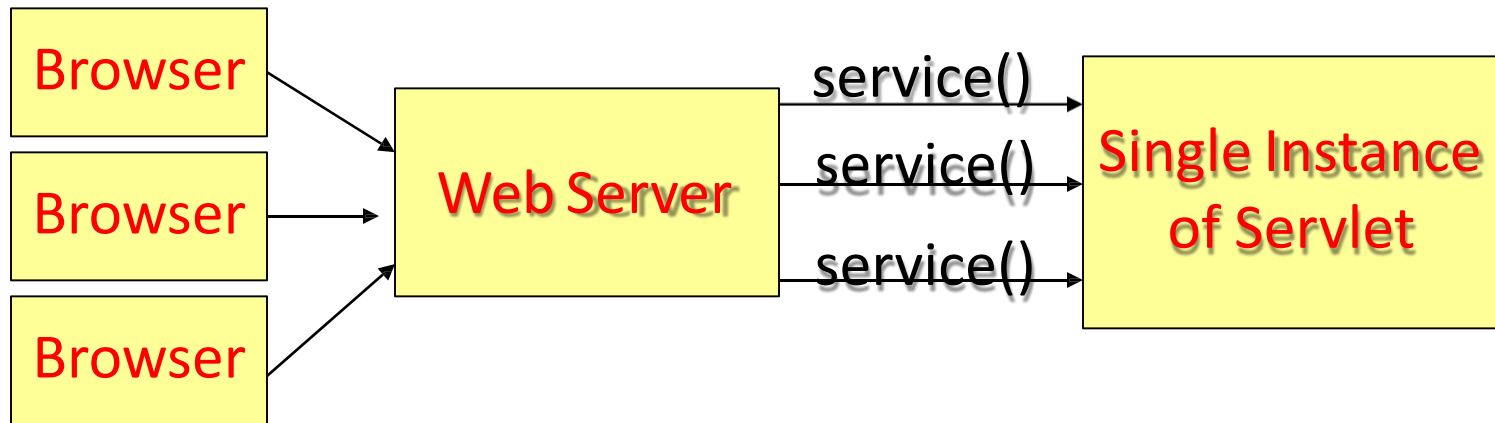 Browser
Browser
Browser
Web Server
service()
service()
service()
Single Instance
of Servlet